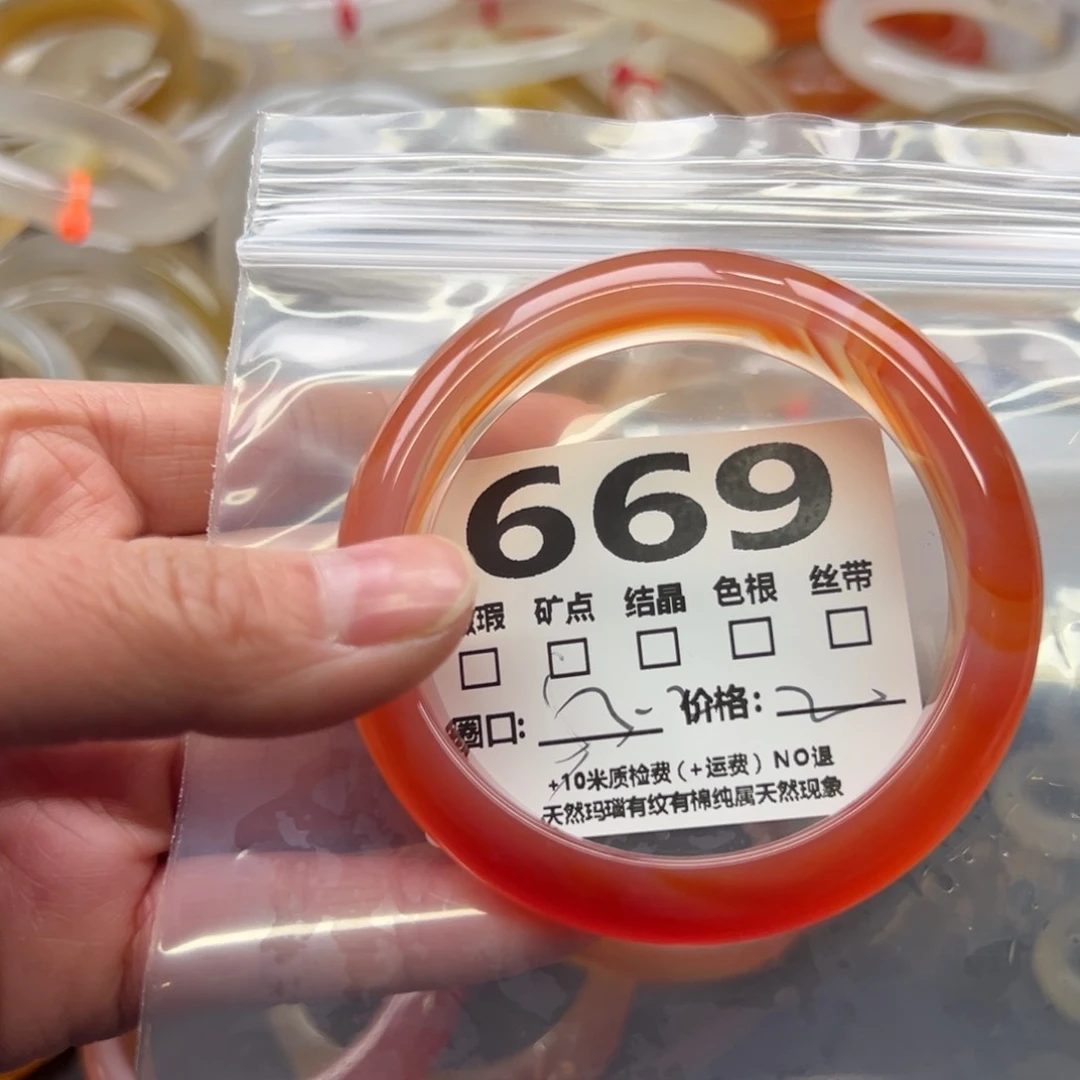 669
瑕 矿点 结晶 色根 丝带
圈口: 价格:
+10米质检费(+运费)NO退
天然玛瑙有纹有棉纯属天然现象